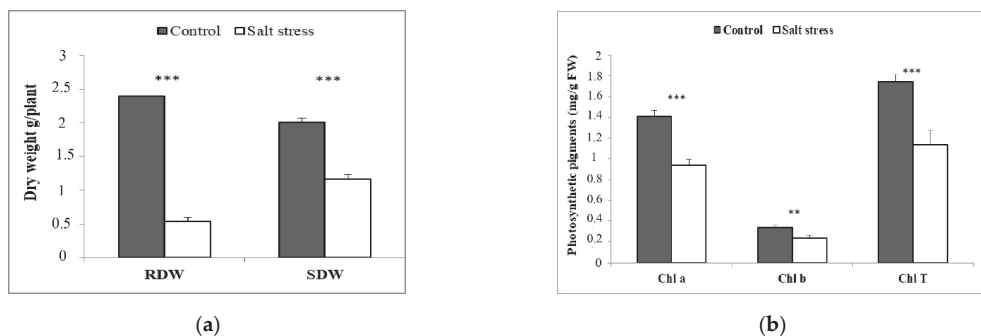 Control Salt stress
Dry weight g/plant
3
2.5
2
1.5
1
0.5
0
***
***
RDW SDW
(a)
Control Salt stress
Photosynthetic pigments (mg/g FW)
2
1.8
1.6
1.4
1.2
1
0.8
0.6
0.4
0.2
0
***
**
***
Chl a Chl b Chl T
(b)